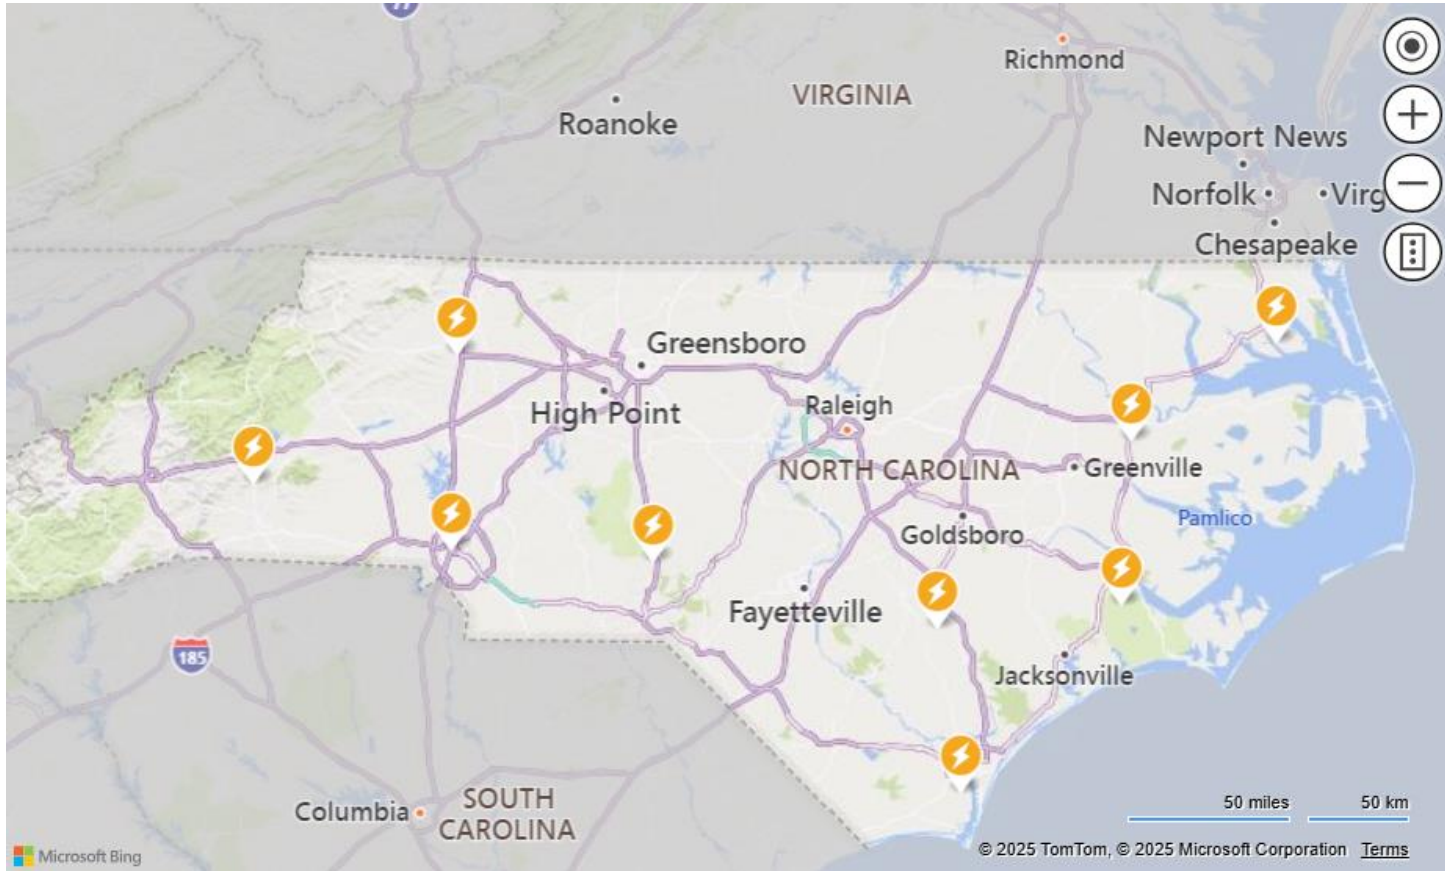 77
Richmond
VIRGINIA
Roanoke
Newport News
Norfolk
Virg
Chesapeake
Greensboro
High Point
Raleigh
NORTH CAROLINA
Greenville
Pamlico
Goldsboro
Fayetteville
185
Jacksonville
Columbia
SOUTH
CAROLINA
50 miles
50 km
Microsoft Bing
© 2025 TomTom, © 2025 Microsoft Corporation Terms